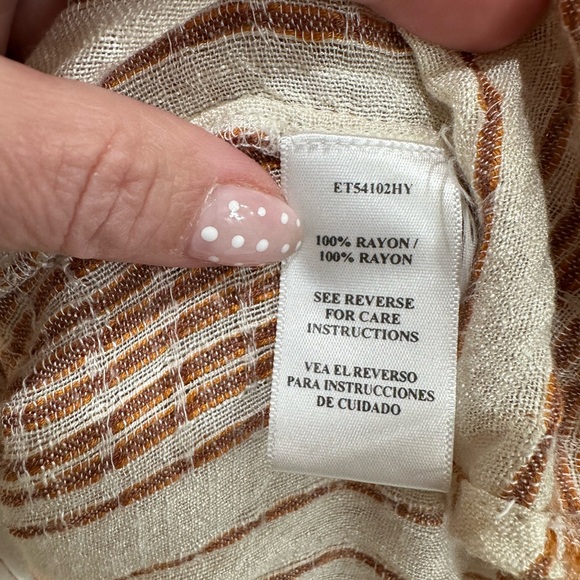 ET54102HY
100% RAYON /
100% RAYON
SEE REVERSE
FOR CARE
INSTRUCTIONS
VEA EL REVERSO
PARA INSTRUCCIONES
DE CUIDADO